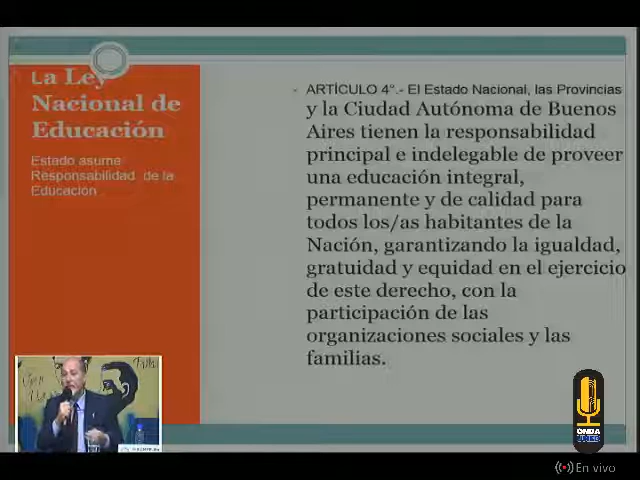 La Ley
Nacional de
Educación
Estado asume
Responsabilidad de la
Educación
- ARTÍCULO 4°.- El Estado Nacional, las Provincias
y la Ciudad Autónoma de Buenos
Aires tienen la responsabilidad
principal e indelegable de proveer
una educación integral,
permanente y de calidad para
todos los/as habitantes de la
Nación, garantizando la igualdad,
gratuidad y equidad en el ejercicio
de este derecho, con la
participación de las
organizaciones sociales y las
familias.
ONDA
UNED
En vivo